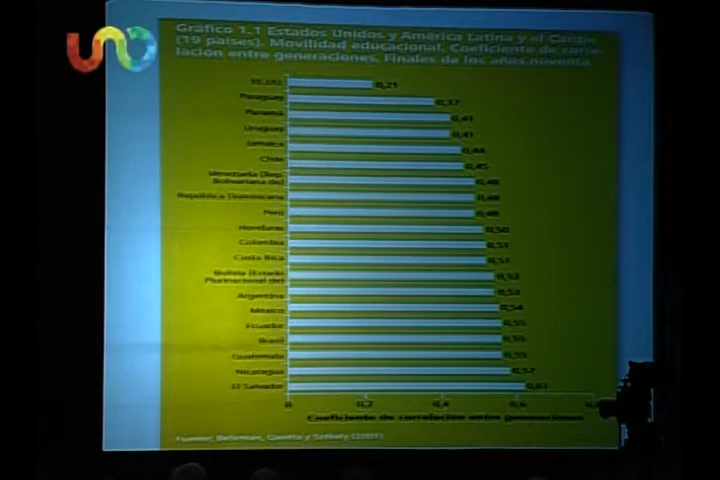 uno
Gráfico 1.1 Estados Unidos y América Latina y el Caribe
(19 países). Movilidad educacional. Coeficiente de corre-
lación entre generaciones. Finales de los años noventa
EE.UU. 0,21
Paraguay 0,37
Panamá 0,41
Uruguay 0,41
Jamaica 0,44
Chile 0,45
Venezuela (Rep.
Bolivariana de) 0,48
República Dominicana 0,48
Perú 0,48
Honduras 0,50
Colombia 0,51
Costa Rica 0,51
Bolivia (Estado
Plurinacional de) 0,53
Argentina 0,53
México 0,54
Ecuador 0,55
Brasil 0,55
Guatemala 0,55
Nicaragua 0,57
El Salvador 0,61
0 0,2 0,4 0,6
Coeficiente de correlación entre generaciones
Fuente: Behrman, Gaviria y Székely (2001)